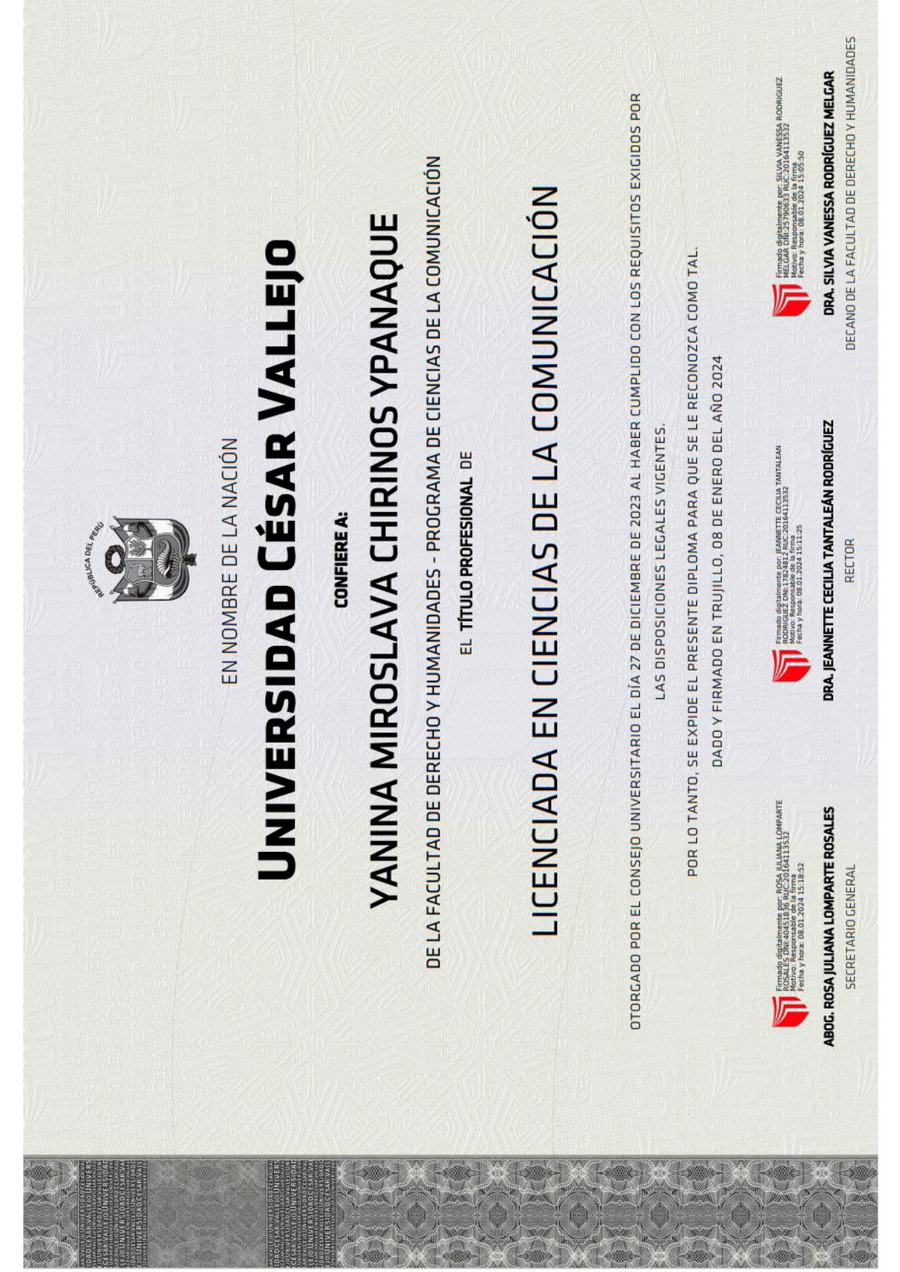 REPÚBLICA DEL PERÚ
EN NOMBRE DE LA NACIÓN
UNIVERSIDAD CÉSAR VALLEJO
CONFIERE A:
YANINA MIROSLAVA CHIRINOS YPANAQUE
DE LA FACULTAD DE DERECHO Y HUMANIDADES - PROGRAMA DE CIENCIAS DE LA COMUNICACIÓN
EL TÍTULO PROFESIONAL DE
LICENCIADA EN CIENCIAS DE LA COMUNICACIÓN
OTORGADO POR EL CONSEJO UNIVERSITARIO EL DÍA 27 DE DICIEMBRE DE 2023 AL HABER CUMPLIDO CON LOS REQUISITOS EXIGIDOS POR
LAS DISPOSICIONES LEGALES VIGENTES.
POR LO TANTO, SE EXPIDE EL PRESENTE DIPLOMA PARA QUE SE LE RECONOZCA COMO TAL.
DADO Y FIRMADO EN TRUJILLO, 08 DE ENERO DEL AÑO 2024
Firmado digitalmente por: ROSA JULIANA LOMPARTE
ROSALES DNI:40451836 RUC:20164113532
Motivo: Responsable de la firma
Fecha y hora: 08.01.2024 15:18:52
ABOG. ROSA JULIANA LOMPARTE ROSALES
SECRETARIO GENERAL
Firmado digitalmente por: JEANNETTE CECILIA TANTALEAN
RODRIGUEZ DNI:17824812 RUC:20164113532
Motivo: Responsable de la firma
Fecha y hora: 08.01.2024 15:11:25
DRA. JEANNETTE CECILIA TANTALEÁN RODRÍGUEZ
RECTOR
Firmado digitalmente por: SILVIA VANESSA RODRIGUEZ
MELGAR DNI:25790633 RUC:20164113532
Motivo: Responsable de la firma
Fecha y hora: 08.01.2024 15:05:50
DRA. SILVIA VANESSA RODRÍGUEZ MELGAR
DECANO DE LA FACULTAD DE DERECHO Y HUMANIDADES